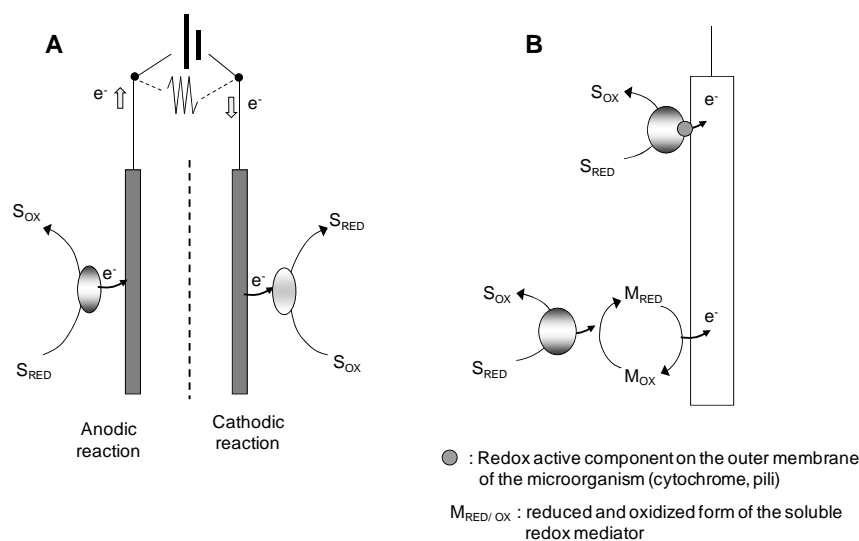 A
e-
e-
SOX
e-
SRED
Anodic
reaction
SRED
e-
SOX
Cathodic
reaction
B
SOX
e-
SRED
SOX
MRED
e-
SRED
MOX
: Redox active component on the outer membrane
of the microorganism (cytochrome, pili)
MRED/ OX : reduced and oxidized form of the soluble
redox mediator